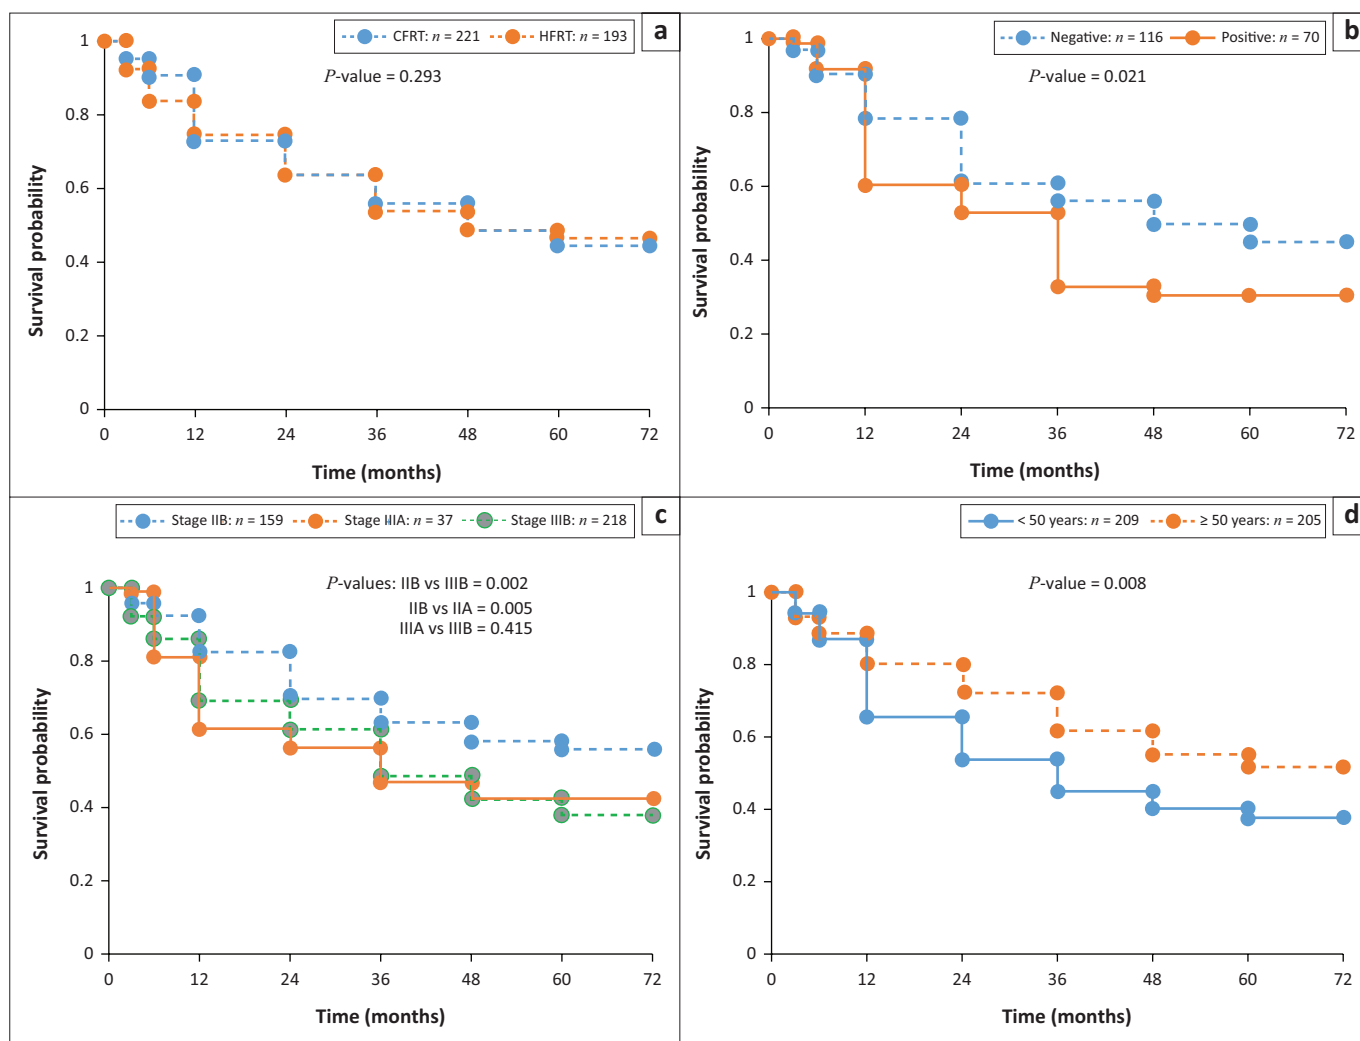 CFRT: n = 221 HFRT: n = 193
a
P-value = 0.293
1
0.8
0.6
0.4
0.2
0
Survival probability
0 12 24 36 48 60 72
Time (months)
Negative: n = 116 Positive: n = 70
b
P-value = 0.021
1
0.8
0.6
0.4
0.2
0
Survival probability
0 12 24 36 48 60 72
Time (months)
Stage IIB: n = 159 Stage IIIA: n = 37 Stage IIIB: n = 218
c
P-values: IIB vs IIIB = 0.002
IIB vs IIA = 0.005
IIIA vs IIIB = 0.415
1
0.8
0.6
0.4
0.2
0
Survival probability
0 12 24 36 48 60 72
Time (months)
< 50 years: n = 209 ≥ 50 years: n = 205
d
P-value = 0.008
1
0.8
0.6
0.4
0.2
0
Survival probability
0 12 24 36 48 60 72
Time (months)